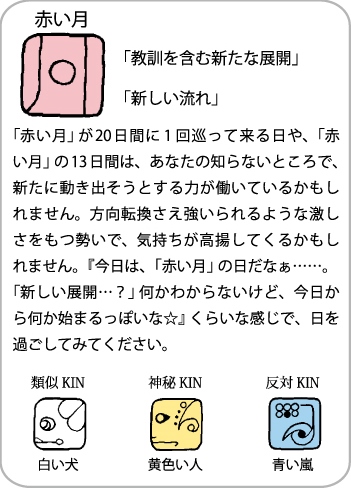 赤い月
「教訓を含む新たな展開」
「新しい流れ」
「赤い月」が20日間に1回巡って来る日や、「赤
い月」の13日間は、あなたの知らないところで、
新たに動き出そうとする力が働いているかもし
れません。方向転換さえ強いられるような激し
さをもつ勢いで、気持ちが高揚してくるかもし
れません。『今日は、「赤い月」の日だなぁ……。
「新しい展開…？」何かわからないけど、今日か
ら何か始まるっぽいな☆』くらいな感じで、日を
過ごしてみてください。
類似 KIN 神秘 KIN 反対 KIN
白い犬 黄色い人 青い嵐